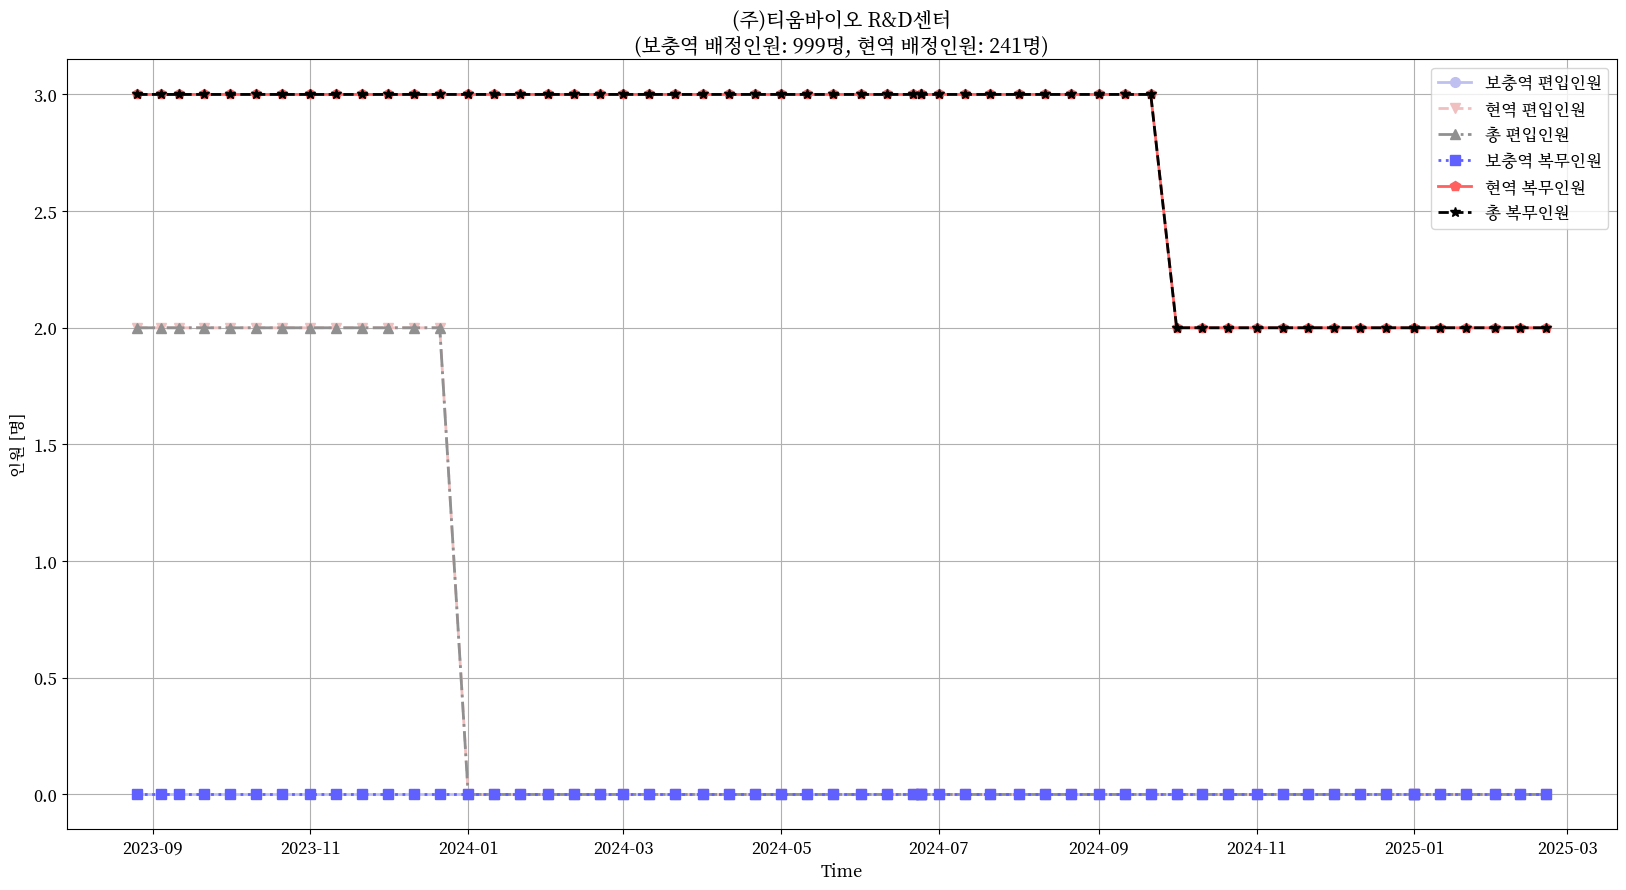 (주)티움바이오 R&D센터
(보충역 배정인원: 999명, 현역 배정인원: 241명)
보충역 편입인원
현역 편입인원
총 편입인원
보충역 복무인원
현역 복무인원
총 복무인원
3.0
2.5
2.0
1.5
1.0
0.5
0.0
인원 [명]
2023-09 2023-11 2024-01 2024-03 2024-05 2024-07 2024-09 2024-11 2025-01 2025-03
Time